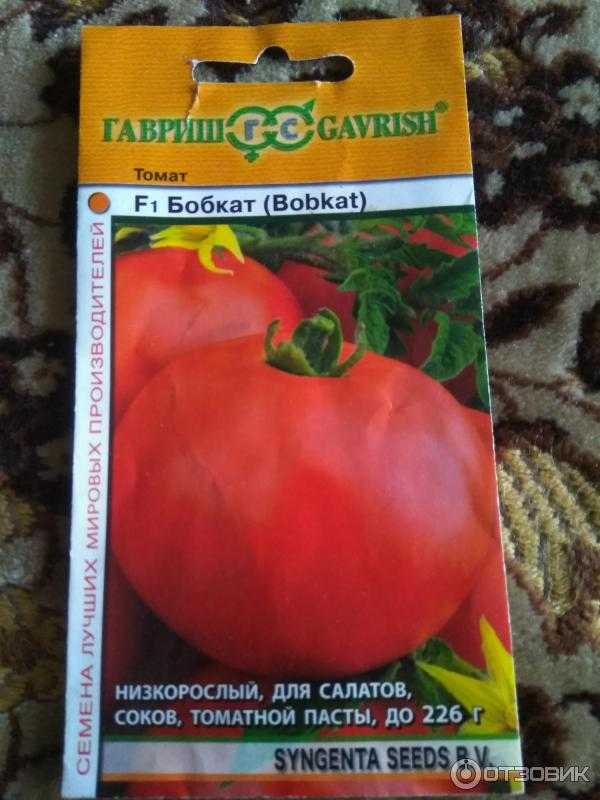 ГАВРИШ ГС GAVRISH®
Томат
F1 Бобкат (Bobkat)
СЕМЕНА ЛУЧШИХ МИРОВЫХ ПРОИЗВОДИТЕЛЕЙ
НИЗКОРОСЛЫЙ, ДЛЯ САЛАТОВ,
СОКОВ, ТОМАТНОЙ ПАСТЫ, ДО 226 г
SYNGENTA SEEDS B.V.
ОТЗОВИК